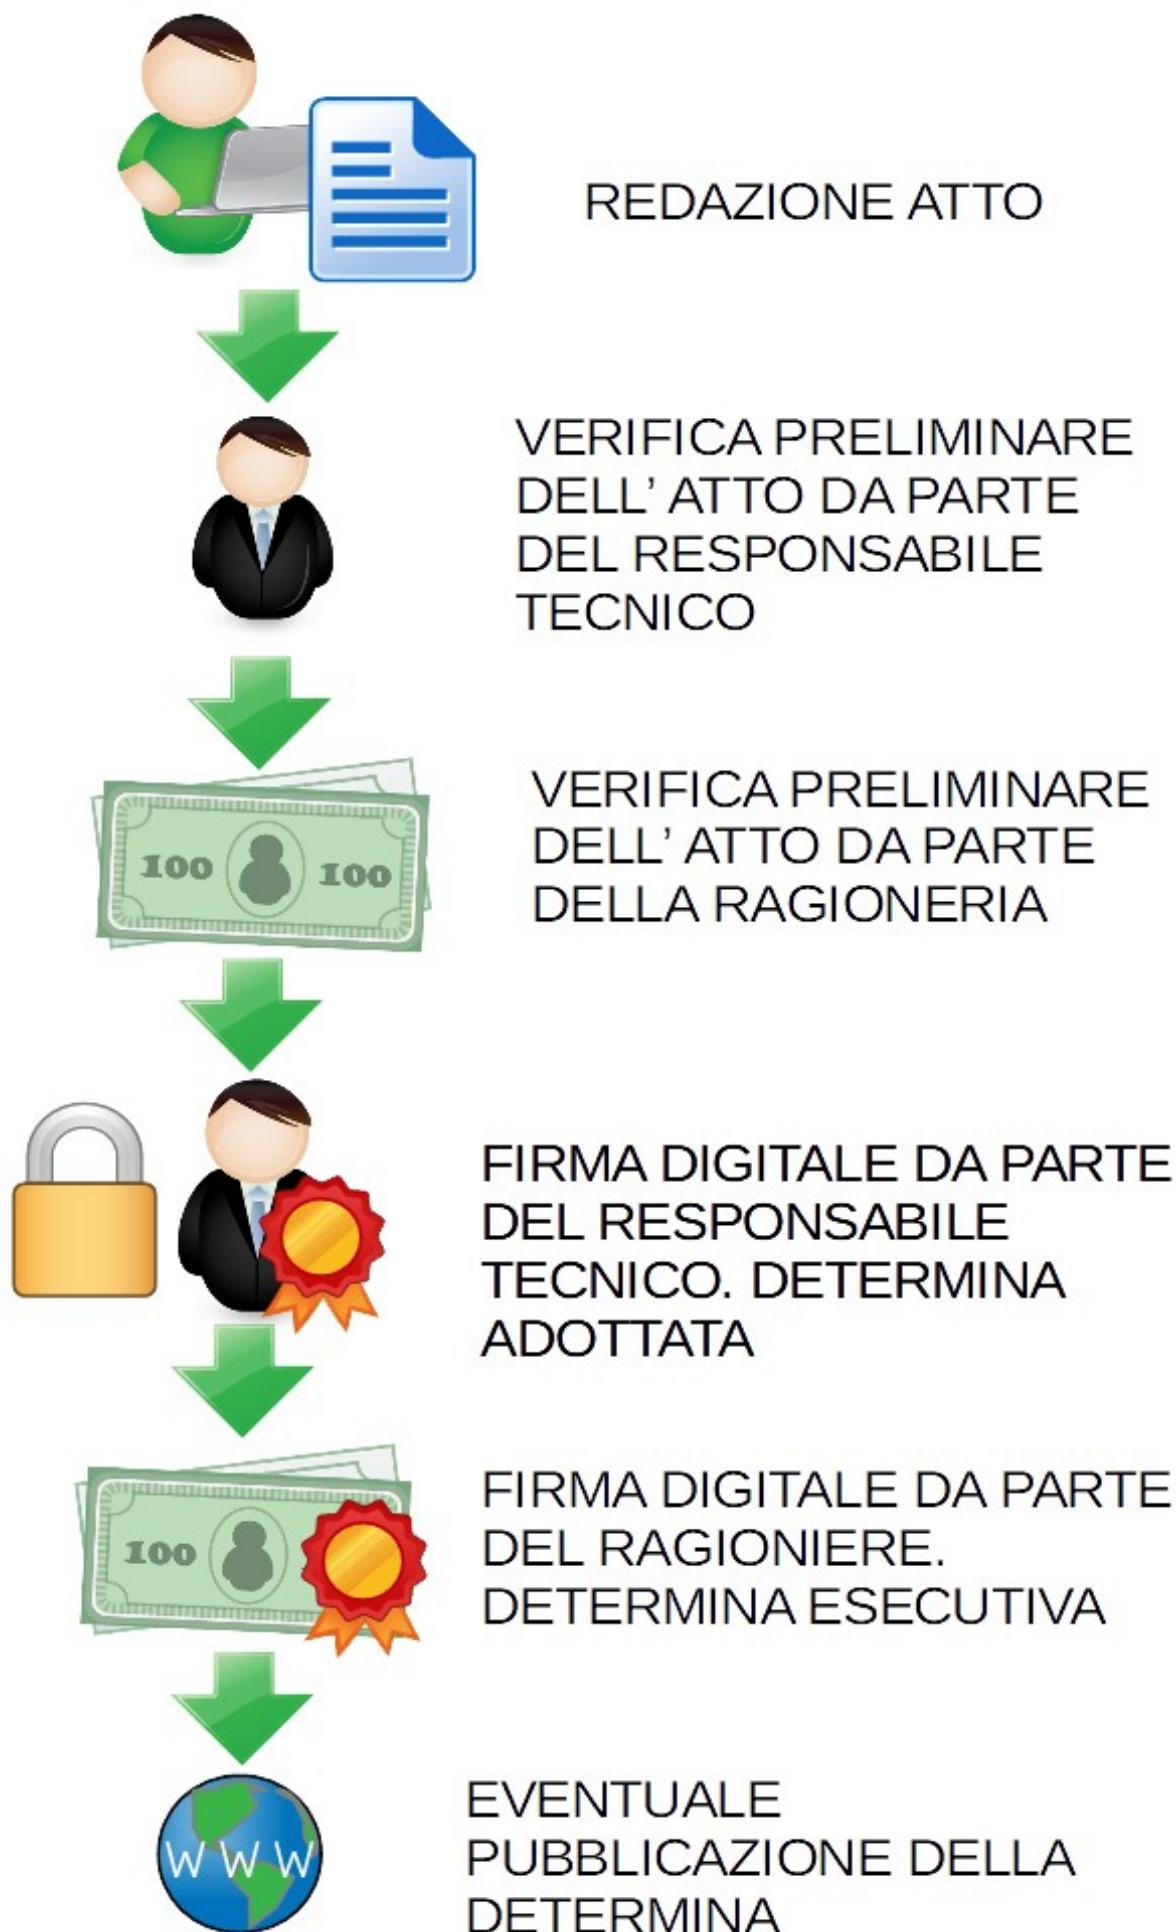 REDAZIONE ATTO
VERIFICA PRELIMINARE
DELL' ATTO DA PARTE
DEL RESPONSABILE
TECNICO
VERIFICA PRELIMINARE
DELL' ATTO DA PARTE
DELLA RAGIONERIA
100 100
FIRMA DIGITALE DA PARTE
DEL RESPONSABILE
TECNICO. DETERMINA
ADOTTATA
FIRMA DIGITALE DA PARTE
DEL RAGIONIERE.
DETERMINA ESECUTIVA
100
EVENTUALE
PUBBLICAZIONE DELLA
DETERMINA
WWW